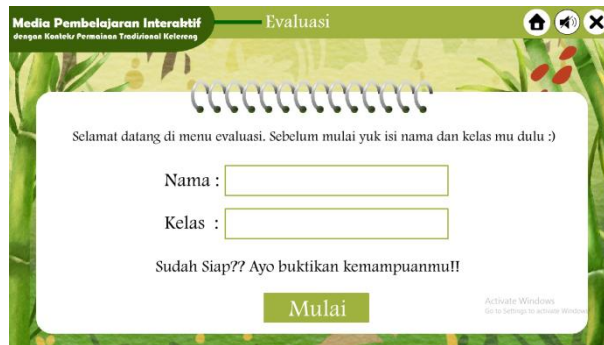 Media Pembelajaran Interaktif
dengan Konteks Permainan Tradisional Kelereng
Evaluasi
Selamat datang di menu evaluasi. Sebelum mulai yuk isi nama dan kelas mu dulu :)
Nama :
Kelas :
Sudah Siap?? Ayo buktikan kemampuanmu!!
Mulai
Activate Windows
Go to Settings to activate Windows